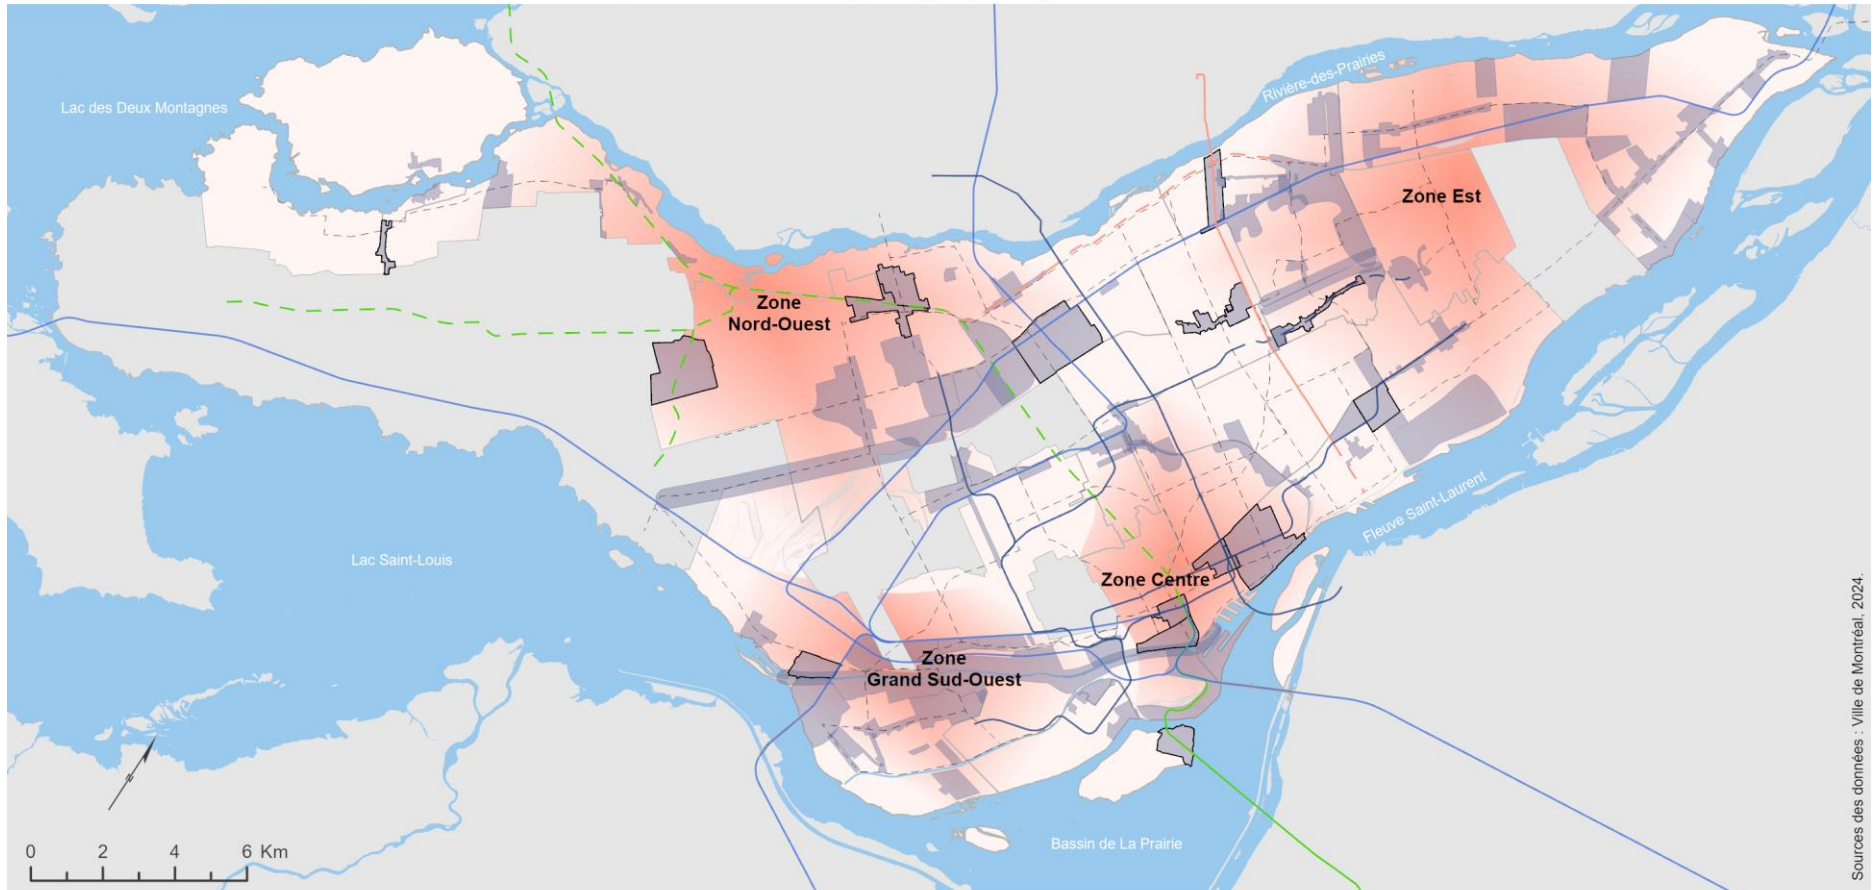 Rivière-des-Prairies
Lac des Deux Montagnes
Zone Est
Zone
Nord-Ouest
Fleuve Saint-Laurent
Lac Saint-Louis
Zone Centre
Zone
Grand Sud-Ouest
N
Bassin de La Prairie
0 2 4 6 Km
Sources des données : Ville de Montréal, 2024.